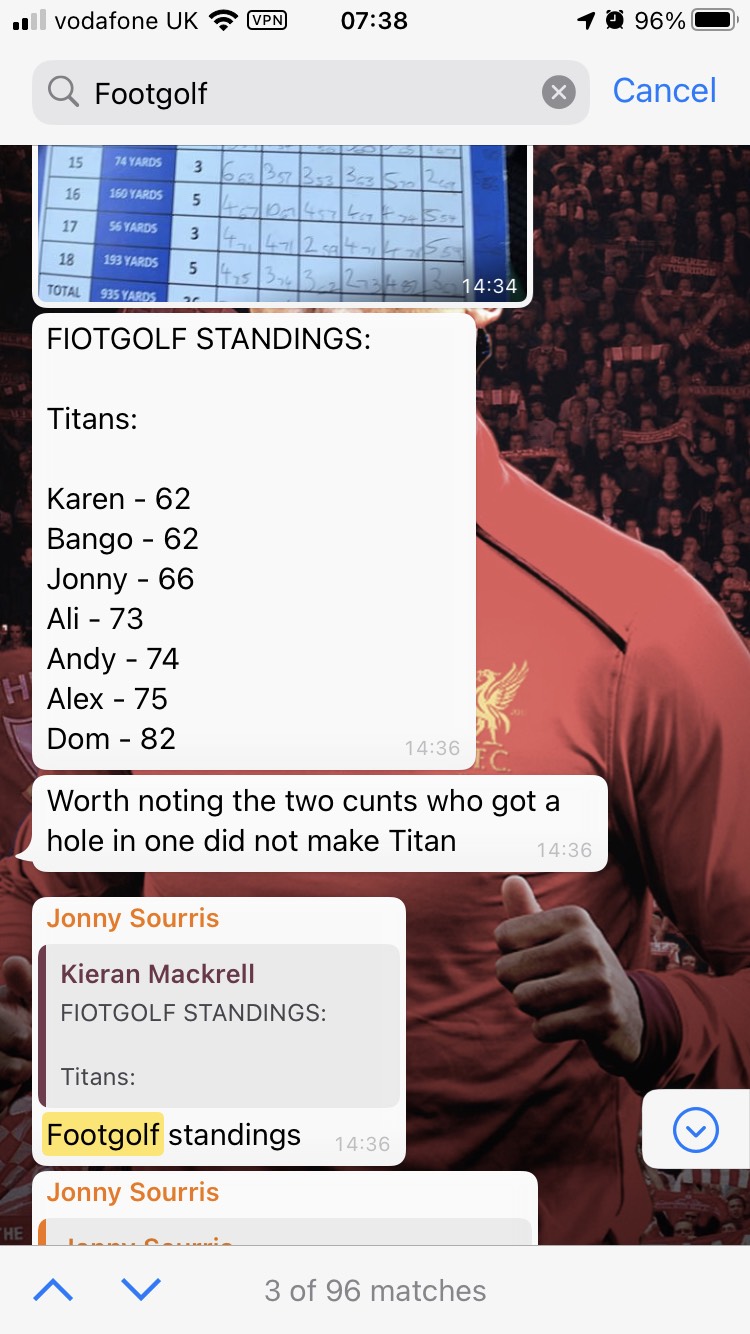 vodafone UK VPN 07:38 96%
Footgolf Cancel
15 74 YARDS 3
16 160 YARDS 5
17 56 YARDS 3
18 193 YARDS 5
TOTAL 935 YARDS
14:34
FIOTGOLF STANDINGS:
Titans:
Karen - 62
Bango - 62
Jonny - 66
Ali - 73
Andy - 74
Alex - 75
Dom - 82
14:36
Worth noting the two cunts who got a
hole in one did not make Titan
14:36
Jonny Sourris
Kieran Mackrell
FIOTGOLF STANDINGS:
Titans:
Footgolf standings
14:36
Jonny Sourris
Jonny Sourris
3 of 96 matches